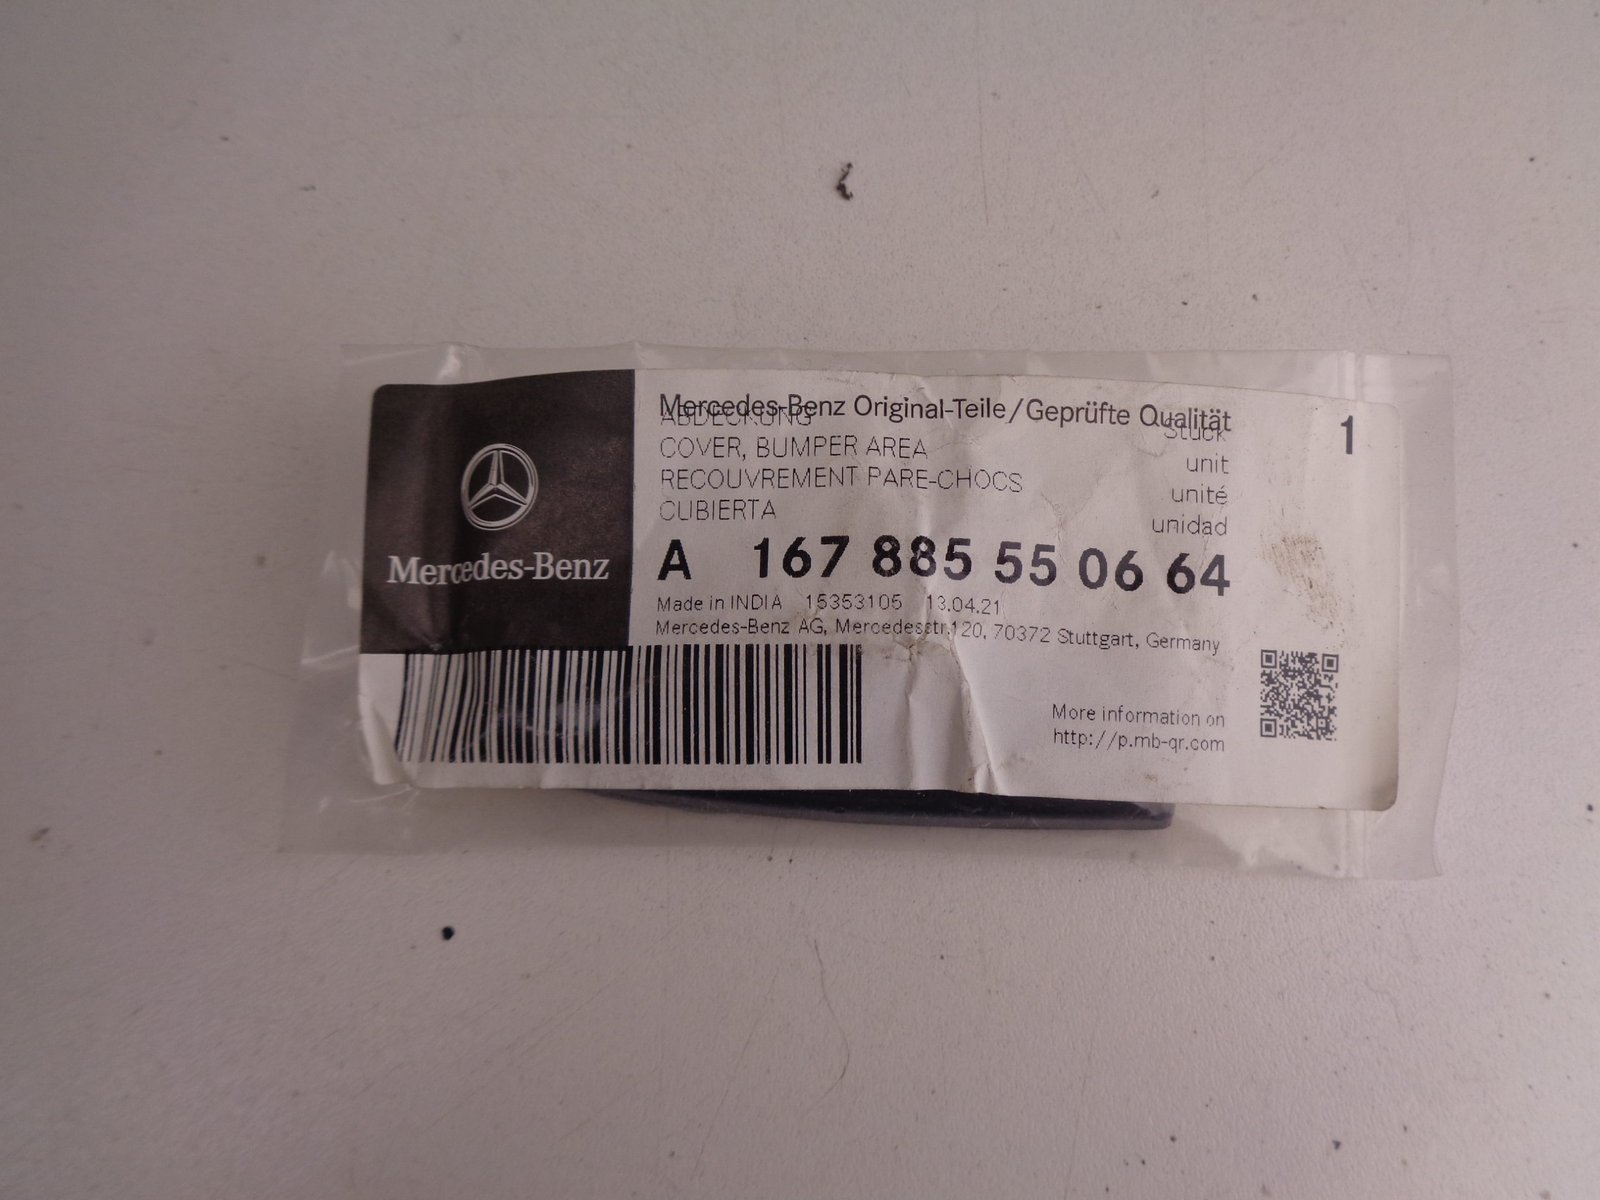 Mercedes-Benz
Mercedes-Benz Original-Teile/Geprüfte Qualität
ABDECKUNG Stück 1
COVER, BUMPER AREA unit
RECOUVREMENT PARE-CHOCS unité
CUBIERTA unidad
A 167 885 55 06 64
Made in INDIA 15353105 13.04.21
Mercedes-Benz AG, Mercedesstr.120, 70372 Stuttgart, Germany
More information on
http://p.mb-qr.com